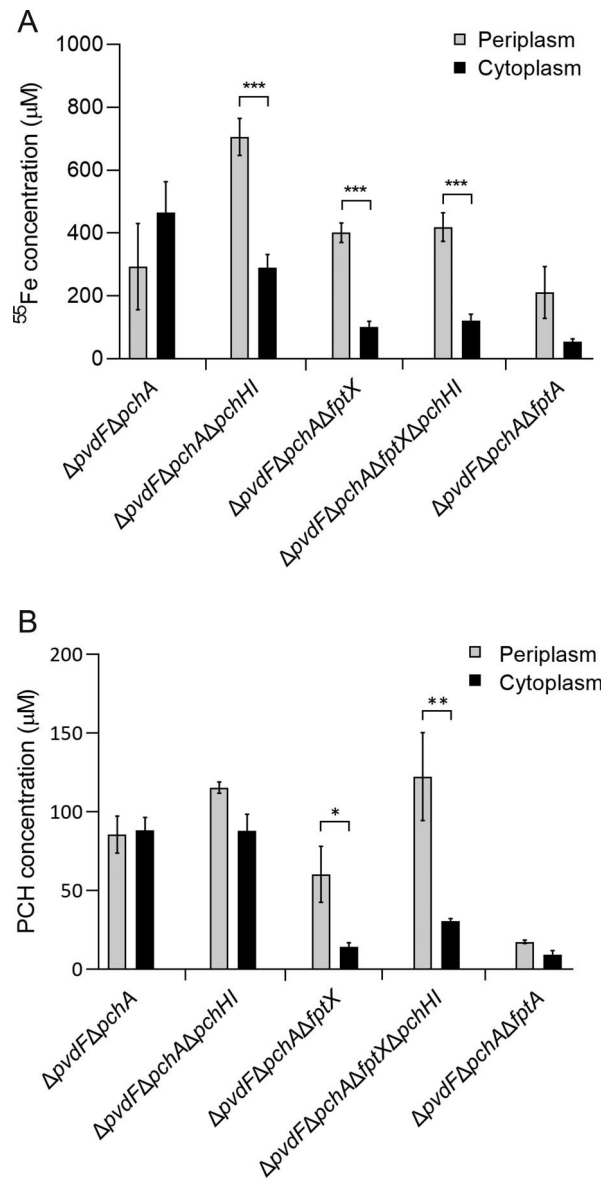 A
1000
800
600
400
200
0
⁵⁵Fe concentration (μM)
Periplasm
Cytoplasm
***
***
***
ΔpvdFΔpchA
ΔpvdFΔpchAΔpchHI
ΔpvdFΔpchAΔfptX
ΔpvdFΔpchAΔfptXΔpchHI
ΔpvdFΔpchAΔfptA
B
200
150
100
50
0
PCH concentration (μM)
Periplasm
Cytoplasm
*
**
ΔpvdFΔpchA
ΔpvdFΔpchAΔpchHI
ΔpvdFΔpchAΔfptX
ΔpvdFΔpchAΔfptXΔpchHI
ΔpvdFΔpchAΔfptA